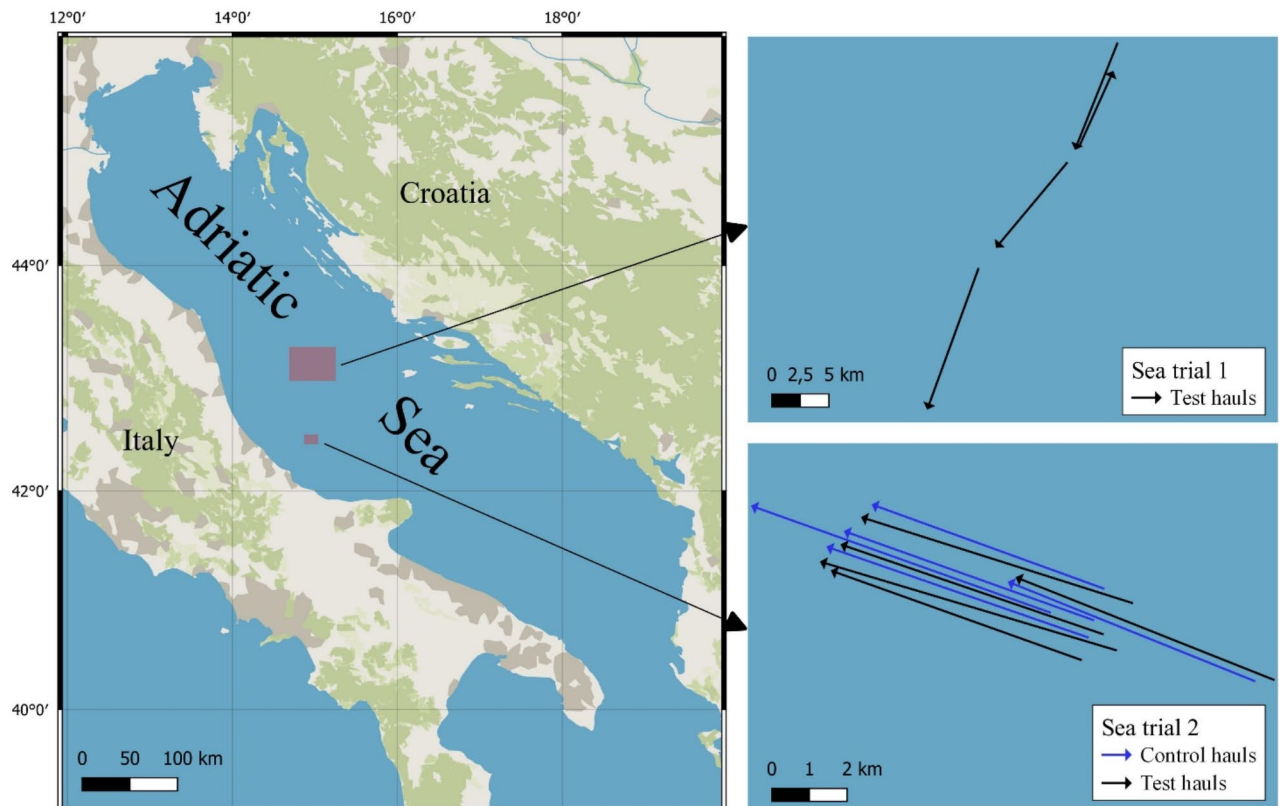 12°0′ 14°0′ 16°0′ 18°0′
44°0′
42°0′
40°0′
Adriatic
Sea
Croatia
Italy
0 50 100 km
0 2,5 5 km
Sea trial 1
Test hauls
0 1 2 km
Sea trial 2
Control hauls
Test hauls